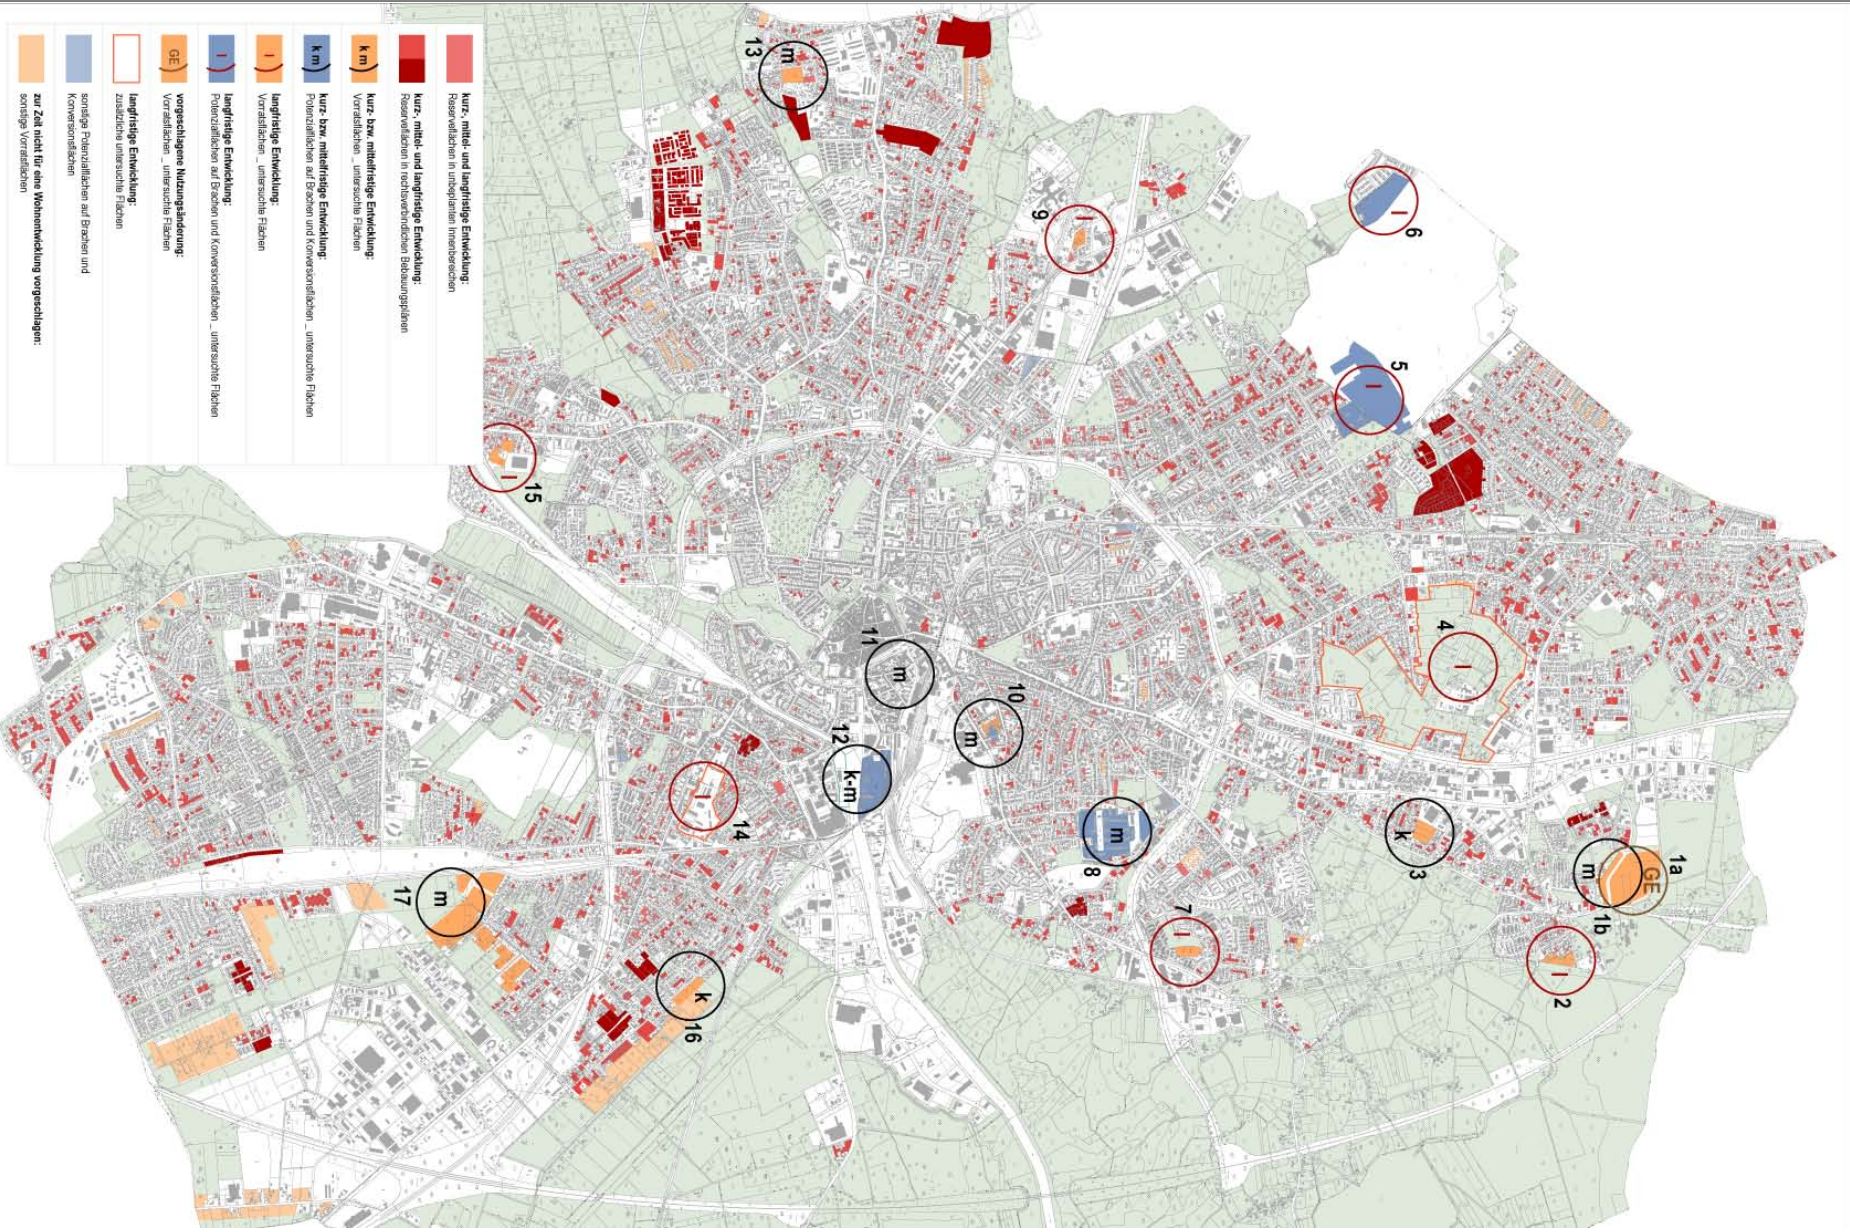 kurz-, mittel- und langfristige Entwicklung:
Reserveflächen in unbeplanten Innenbereichen
kurz-, mittel- und langfristige Entwicklung:
Reserveflächen in rechtsverbindlichen Bebauungsplänen
k m)
kurz- bzw. mittelfristige Entwicklung:
Vorratsflächen _ untersuchte Flächen
k m)
kurz- bzw. mittelfristige Entwicklung:
Potenzialflächen auf Brachen und Konversionsflächen _ untersuchte Flächen
l)
langfristige Entwicklung:
Vorratsflächen _ untersuchte Flächen
l)
langfristige Entwicklung:
Potenzialflächen auf Brachen und Konversionsflächen _ untersuchte Flächen
GE)
vorgeschlagene Nutzungsänderung:
Vorratsflächen _ untersuchte Flächen
langfristige Entwicklung:
zusätzliche untersuchte Flächen
sonstige Potenzialflächen auf Brachen und
Konversionsflächen
zur Zeit nicht für eine Wohnentwicklung vorgeschlagen:
sonstige Vorratsflächen
1a
GE
1b
m
2
l
3
k
4
l
5
l
6
l
7
l
8
m
9
l
10
m
11
m
12
k-m
13
m
14
l
15
l
16
k
17
m